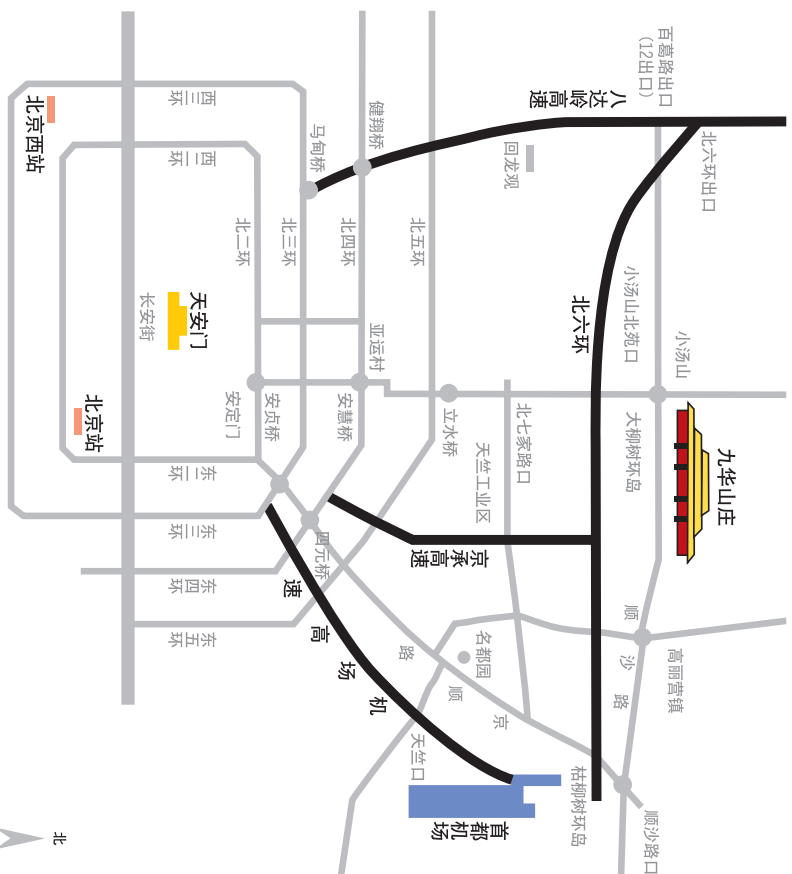 百葛路出口
（12出口）
八达岭高速
北六环出口
回龙观
健翔桥
马甸桥
西三环
西二环
北京西站
北二环
北三环
北四环
北五环
北六环
小汤山北苑口
小汤山
长安街
天安门
亚运村
安定门
安贞桥
安慧桥
立水桥
北七家路口
天竺工业区
大柳树环岛
九华山庄
北京站
东二环
东三环
东四环
东五环
四元桥
京承高速
机场高速
京顺路
名都园
顺沙路
高丽营镇
天竺口
枯柳树环岛
顺沙路口
首都机场
北